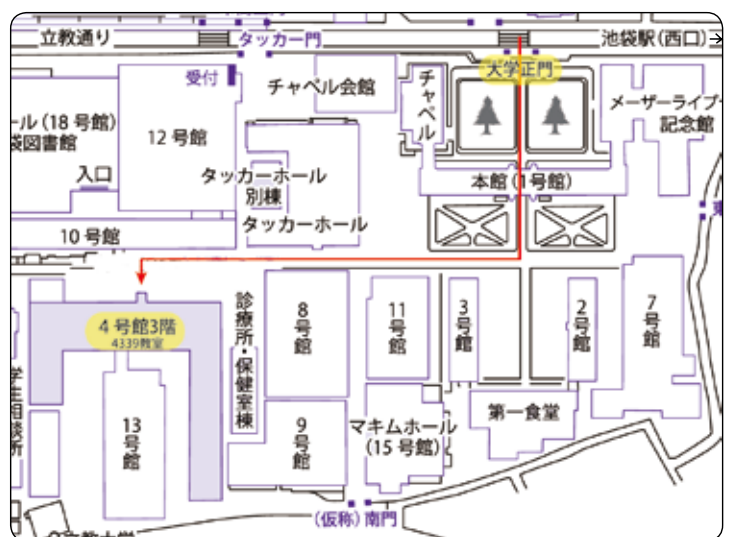 立教通り
タッカー門
池袋駅(西口)
大学正門
受付
チャペル会館
チャペル
メーザーライブ
記念館
ール(18号館)
袋図書館
12号館
入口
タッカーホール
別棟
タッカーホール
本館(1号館)
10号館
4号館3階
4339教室
診療所・保健室棟
8号館
11号館
3号館
2号館
7号館
13号館
9号館
マキムホール
(15号館)
第一食堂
学生相談所
(仮称)南門